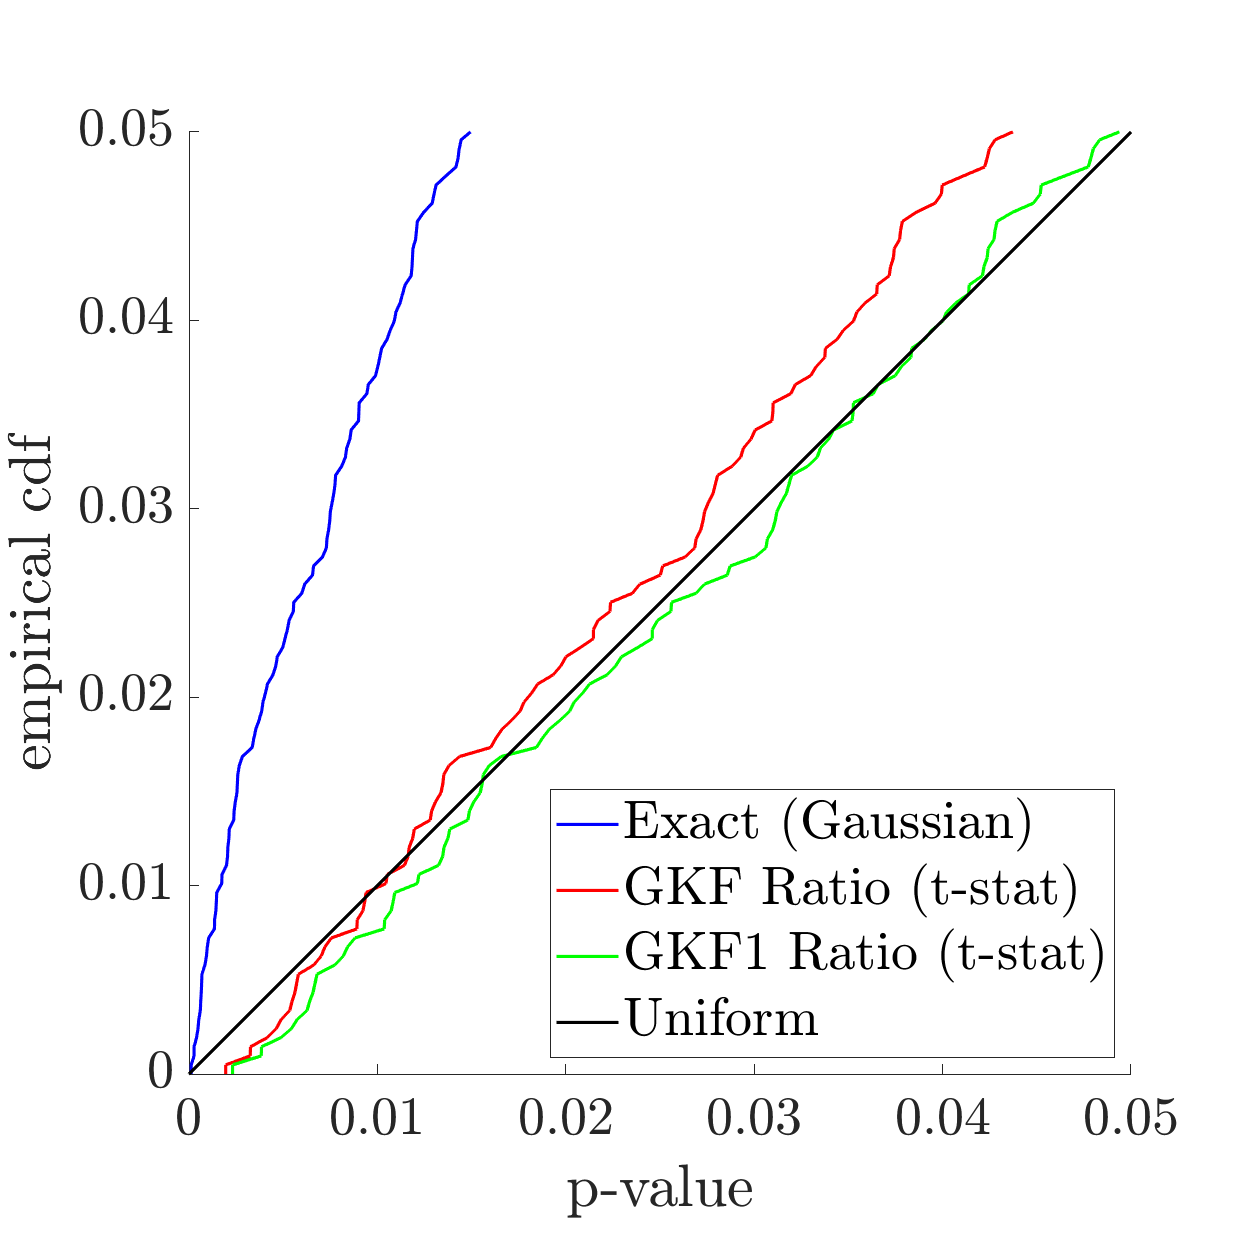 0.05
0.04
0.03
0.02
0.01
0
empirical cdf
Exact (Gaussian)
GKF Ratio (t-stat)
GKF1 Ratio (t-stat)
Uniform
0 0.01 0.02 0.03 0.04 0.05
p-value